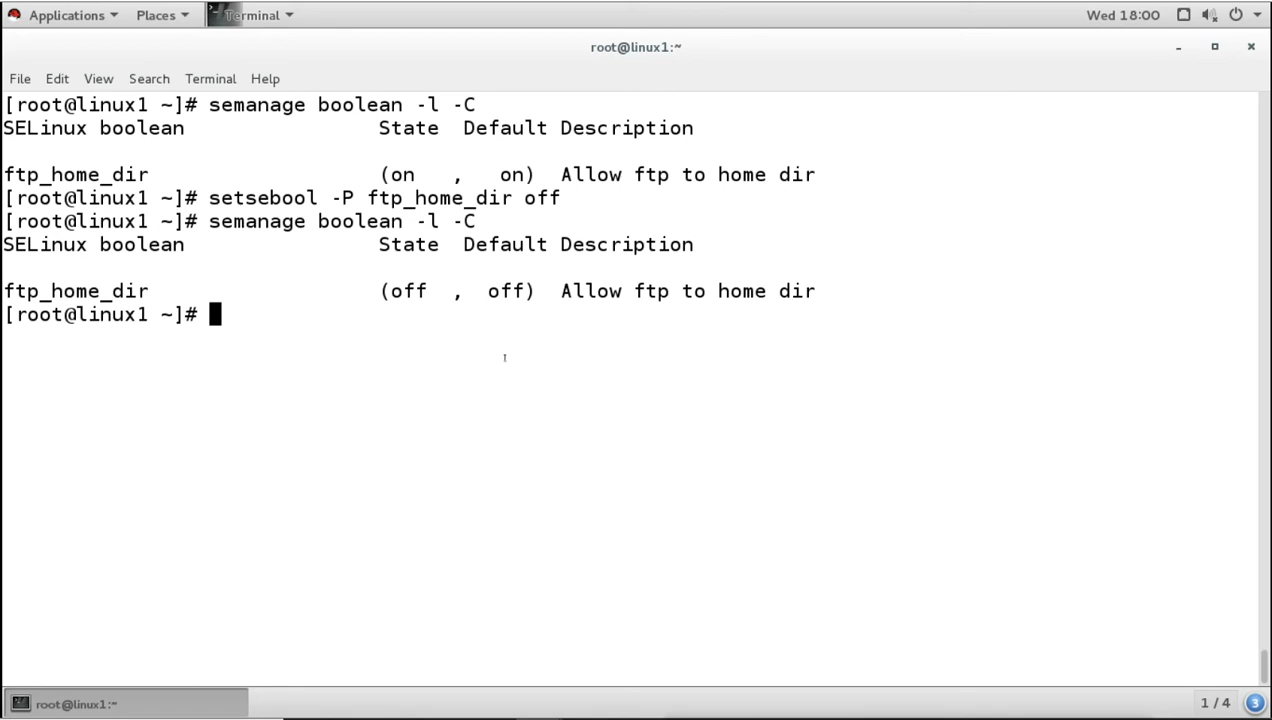 Applications Places Terminal Wed 18:00
root@linux1:~
File Edit View Search Terminal Help
[root@linux1 ~]# semanage boolean -l -C
SELinux boolean State Default Description
ftp_home_dir (on , on) Allow ftp to home dir
[root@linux1 ~]# setsebool -P ftp_home_dir off
[root@linux1 ~]# semanage boolean -l -C
SELinux boolean State Default Description
ftp_home_dir (off , off) Allow ftp to home dir
[root@linux1 ~]#
root@linux1:~ 1 / 4 3